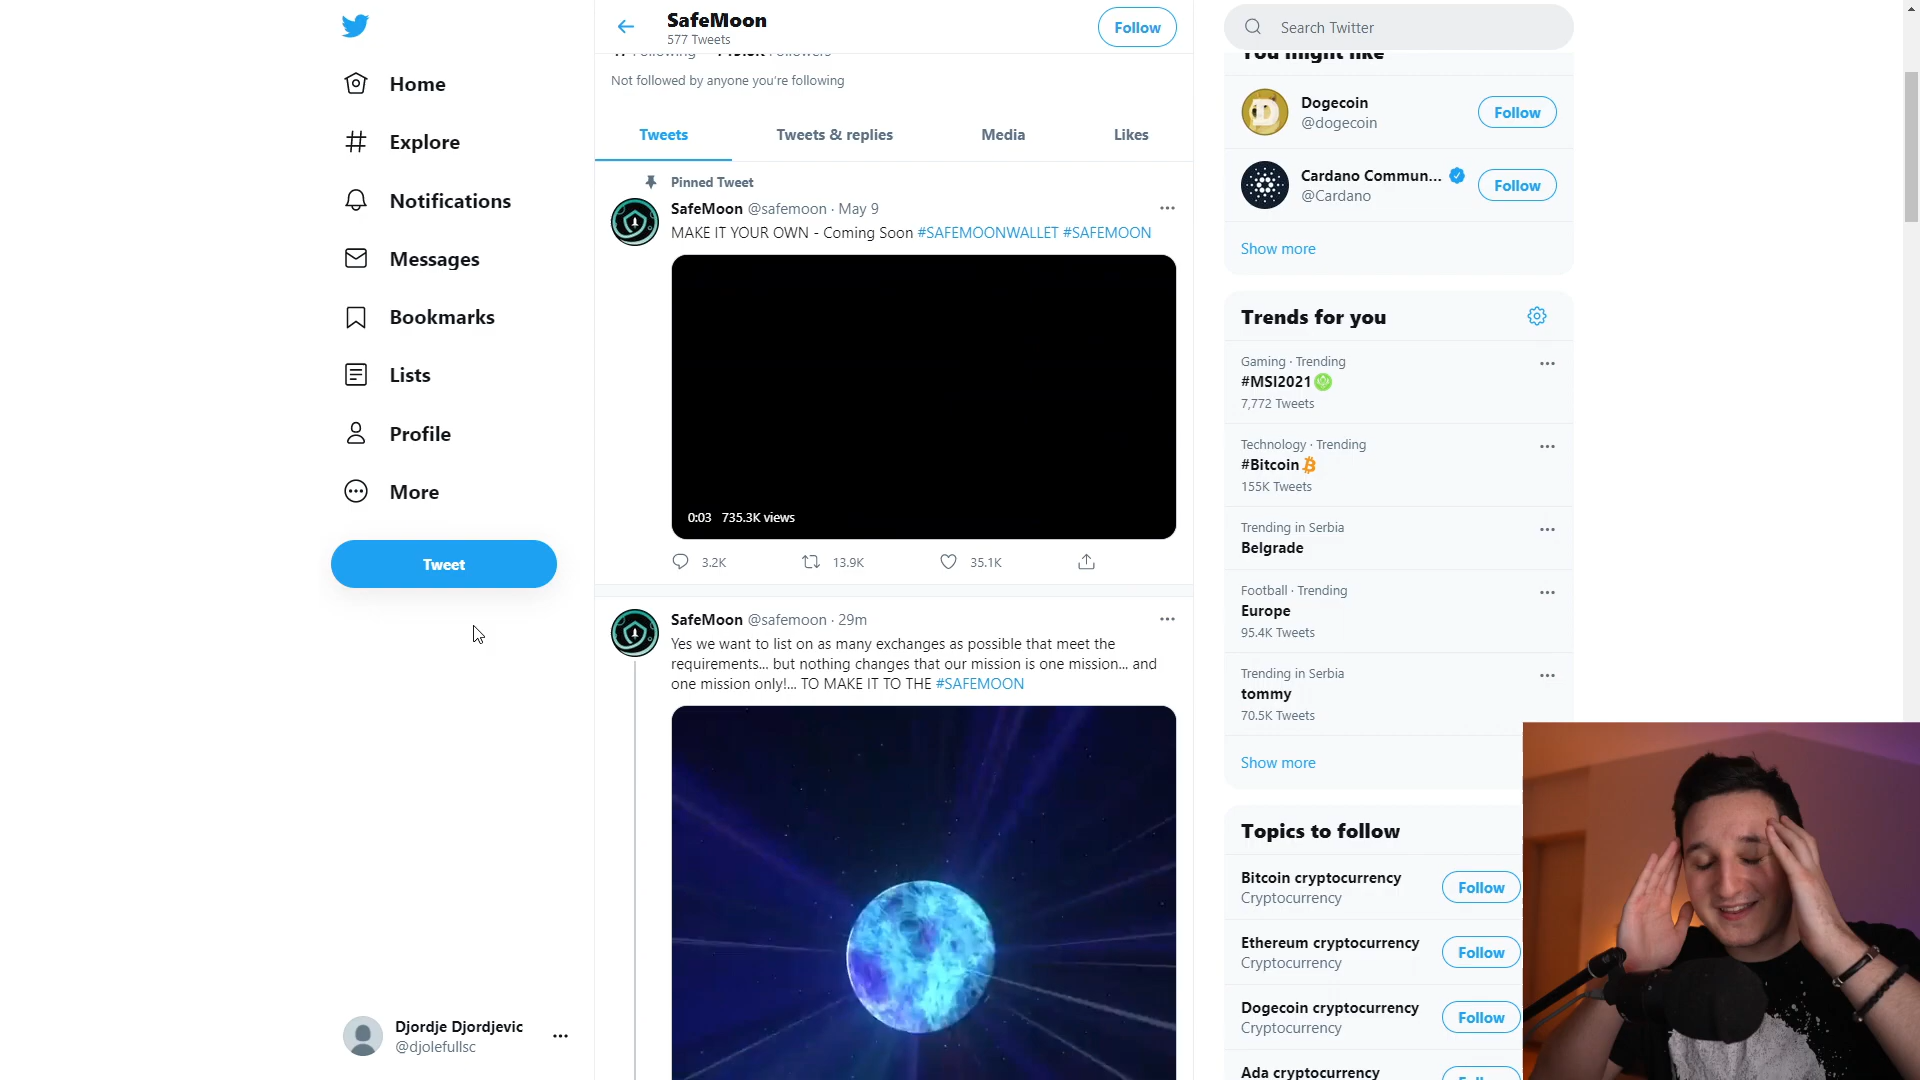 Home
Explore
Notifications
Messages
Bookmarks
Lists
Profile
More
Tweet
Djordje Djordjevic
@djolefullsc
SafeMoon
577 Tweets
Follow
Following
Followers
Not followed by anyone you're following
Tweets
Tweets & replies
Media
Likes
Pinned Tweet
SafeMoon @safemoon · May 9
MAKE IT YOUR OWN - Coming Soon #SAFEMOONWALLET #SAFEMOON
0:03 735.3K views
3.2K
13.9K
35.1K
SafeMoon @safemoon · 29m
Yes we want to list on as many exchanges as possible that meet the
requirements... but nothing changes that our mission is one mission... and
one mission only!... TO MAKE IT TO THE #SAFEMOON
Search Twitter
You might like
Dogecoin
@dogecoin
Follow
Cardano Commun...
@Cardano
Follow
Show more
Trends for you
Gaming · Trending
#MSI2021
7,772 Tweets
Technology · Trending
#Bitcoin
155K Tweets
Trending in Serbia
Belgrade
Football · Trending
Europe
95.4K Tweets
Trending in Serbia
tommy
70.5K Tweets
Show more
Topics to follow
Bitcoin cryptocurrency
Cryptocurrency
Follow
Ethereum cryptocurrency
Cryptocurrency
Follow
Dogecoin cryptocurrency
Cryptocurrency
Follow
Ada cryptocurrency